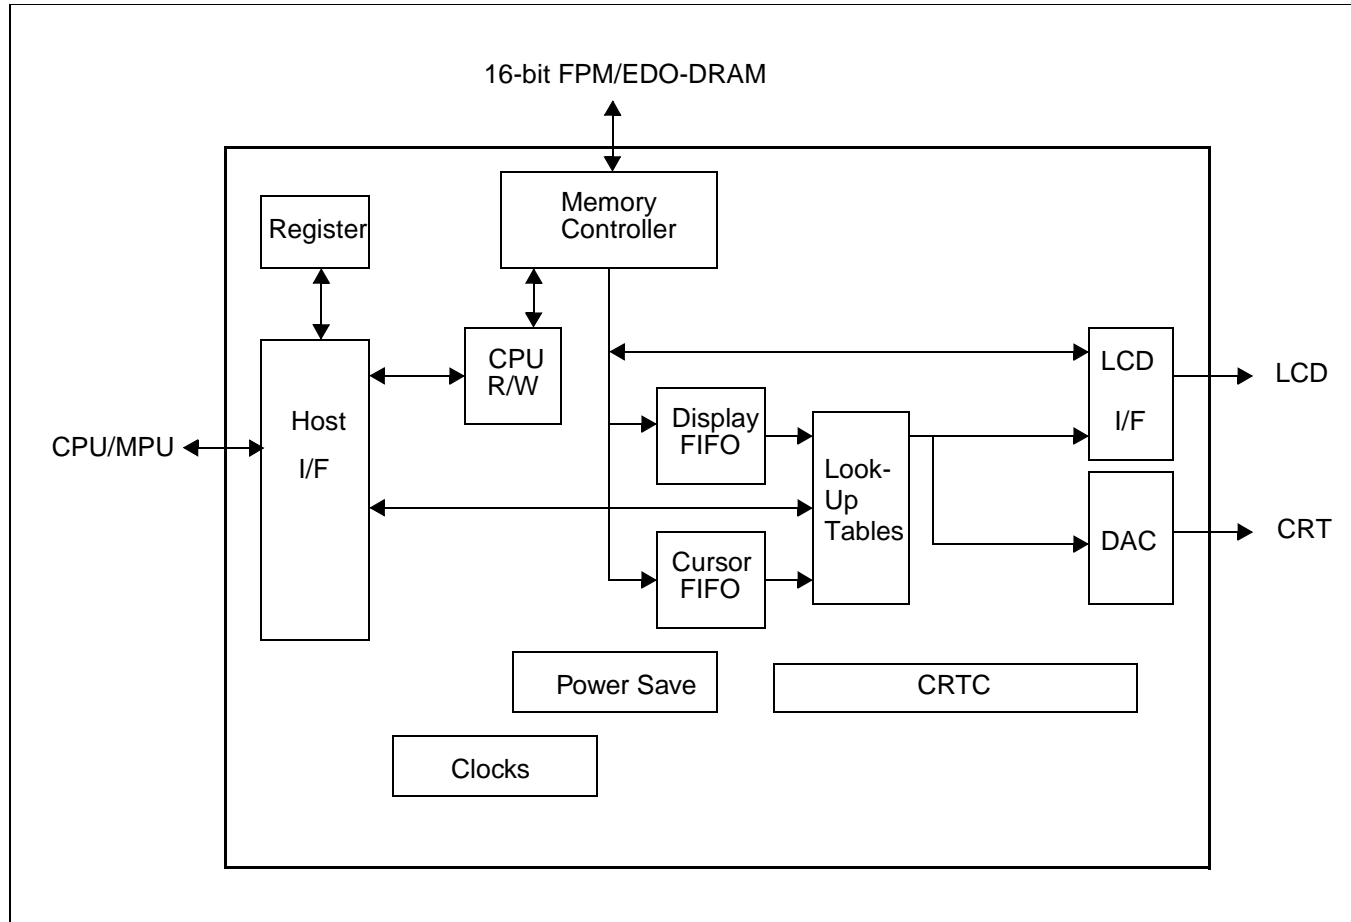 16-bit FPM/EDO-DRAM
Memory
Controller
Register
CPU
R/W
LCD
I/F
LCD
Host
I/F
CPU/MPU
Display
FIFO
Look-
Up
Tables
DAC
CRT
Cursor
FIFO
Power Save
CRTC
Clocks